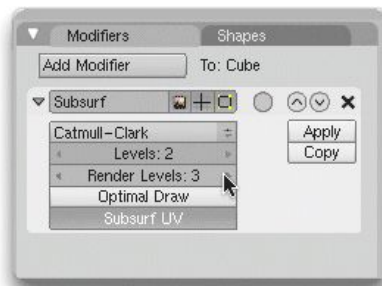 Modifiers Shapes
Add Modifier To: Cube
Subsurf
Catmull-Clark Apply
Levels: 2 Copy
Render Levels: 3
Optimal Draw
Subsurf UV